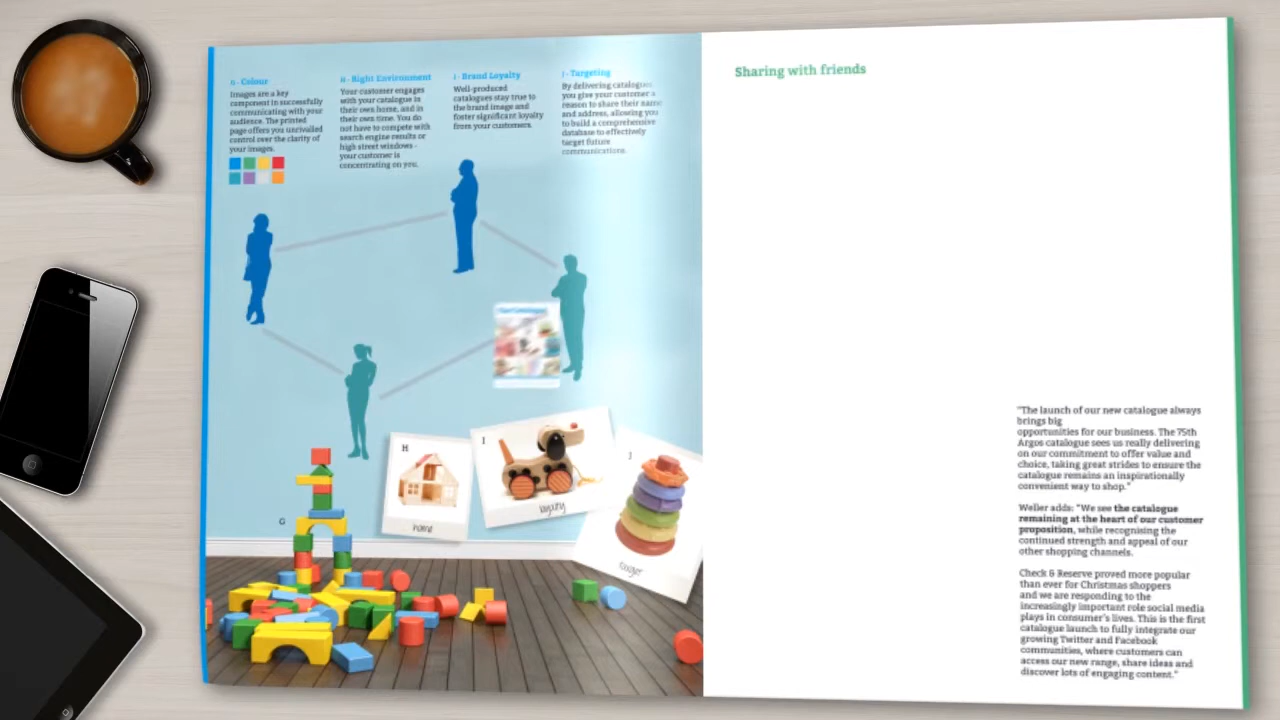 G - Colour
Images are a key
component in successfully
communicating with your
audience. The printed
page offers you unrivalled
control over the clarity of
your images.
H - Right Environment
Your customer engages
with your catalogue in
their own home, and in
their own time. You do
not have to compete with
search engine results or
high street windows -
your customer is
concentrating on you.
I - Brand Loyalty
Well-produced
catalogues stay true to
the brand image and
foster significant loyalty
from your customers.
J - Targeting
By delivering catalogues
you give your customer a
reason to share their name
and address, allowing you
to build a comprehensive
database to effectively
target future
communications.
G
H
home
I
loyalty
J
target
Sharing with friends
"The launch of our new catalogue always
brings big
opportunities for our business. The 75th
Argos catalogue sees us really delivering
on our commitment to offer value and
choice, taking great strides to ensure the
catalogue remains an inspirationally
convenient way to shop."
Weller adds: "We see the catalogue
remaining at the heart of our customer
proposition, while recognising the
continued strength and appeal of our
other shopping channels.
Check & Reserve proved more popular
than ever for Christmas shoppers
and we are responding to the
increasingly important role social media
plays in consumer's lives. This is the first
catalogue launch to fully integrate our
growing Twitter and Facebook
communities, where customers can
access our new range, share ideas and
discover lots of engaging content."